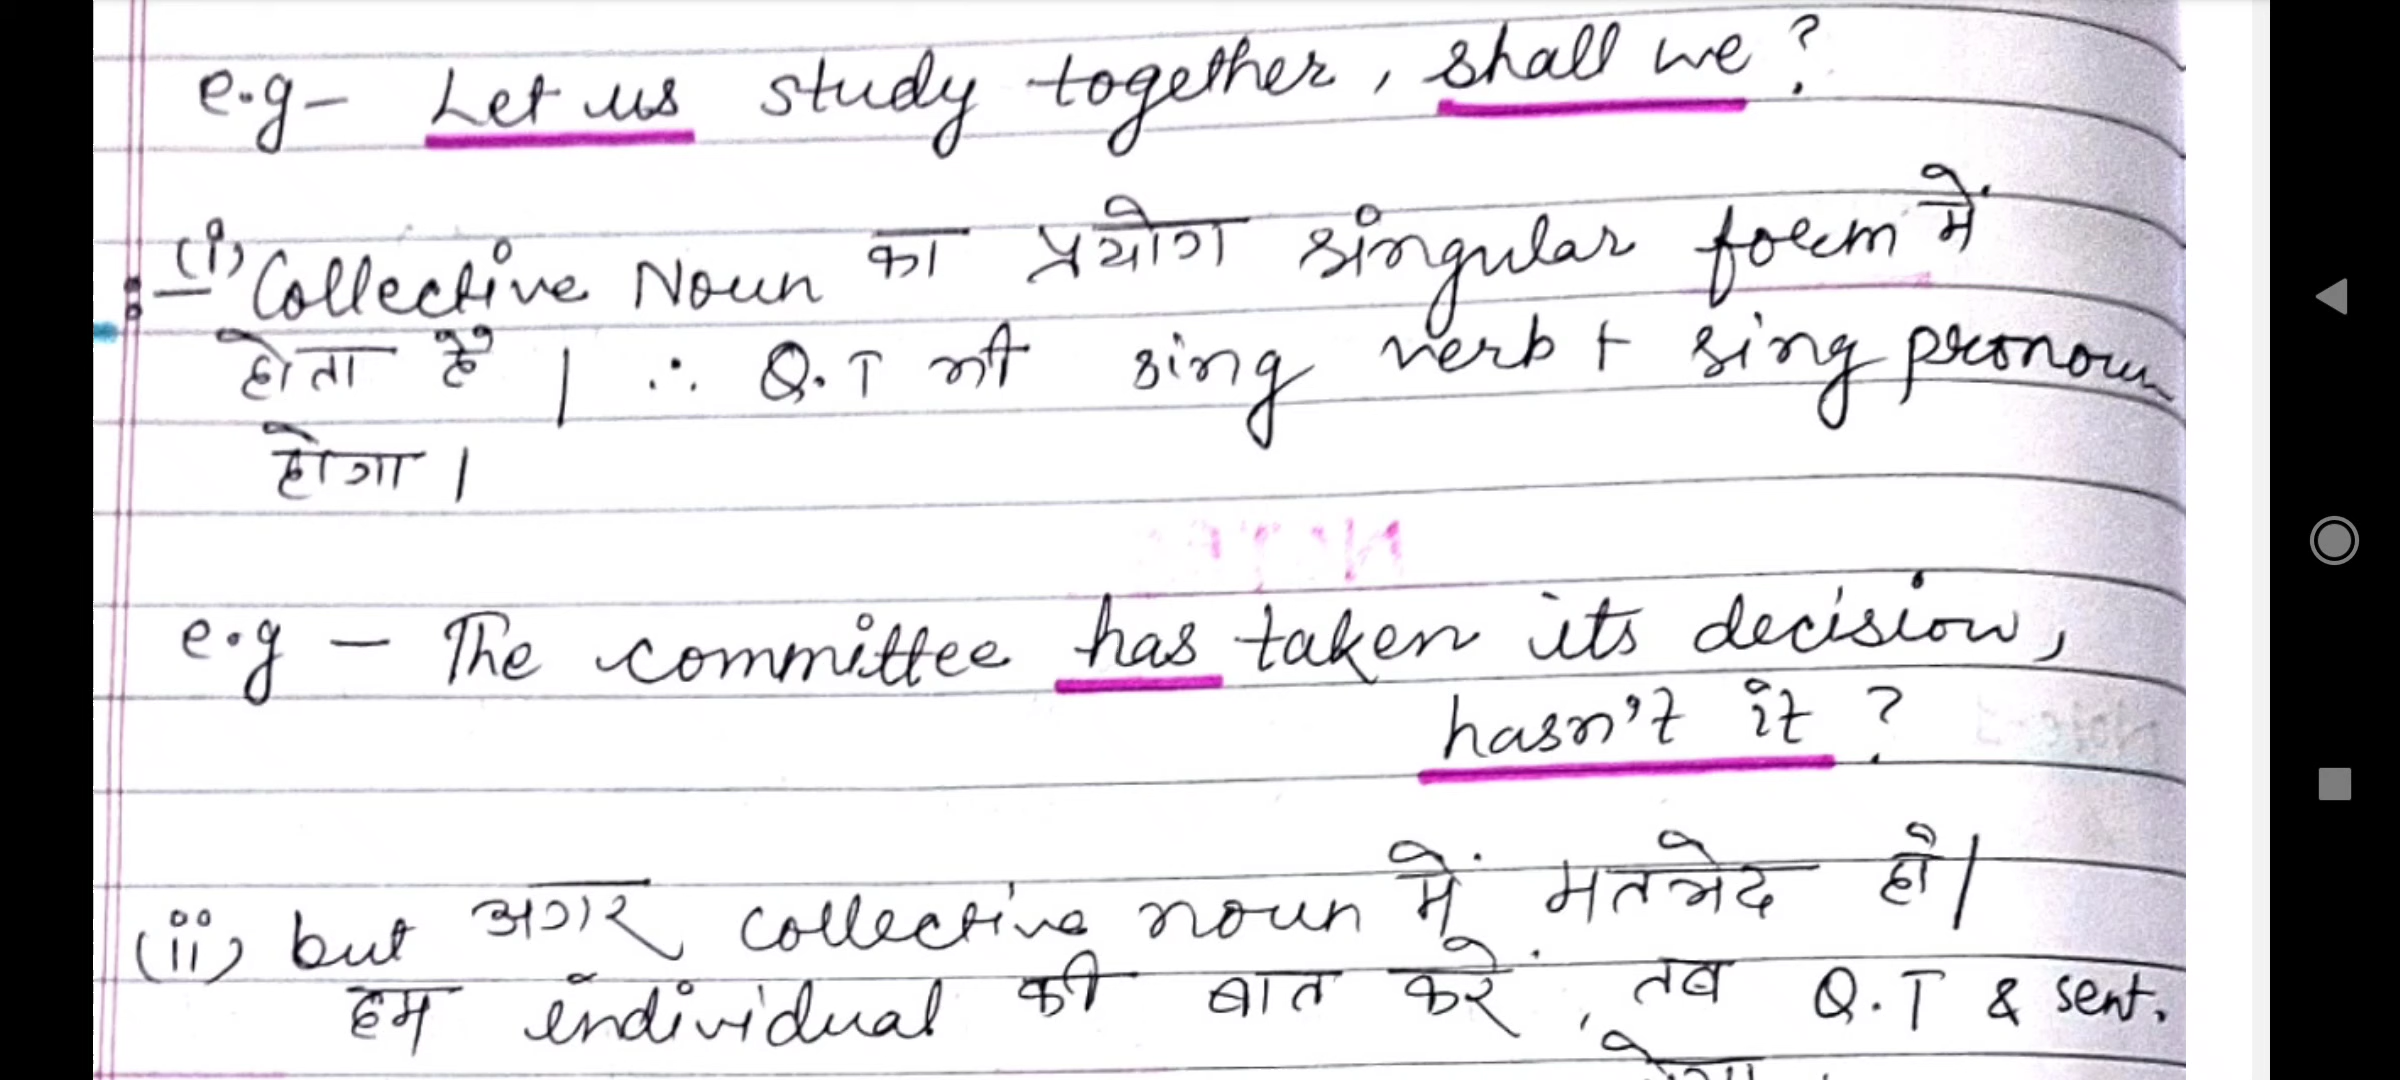 e.g- Let us study together, shall we?
(i) Collective Noun का प्रयोग singular form में
होता है | ∴ Q.T भी sing verb + sing pronoun
होगा |
e.g - The committee has taken its decision,
hasn't it?
(ii) but अगर collective noun में मतभेद हो |
हम individual की बात करें, तब Q.T & sent.